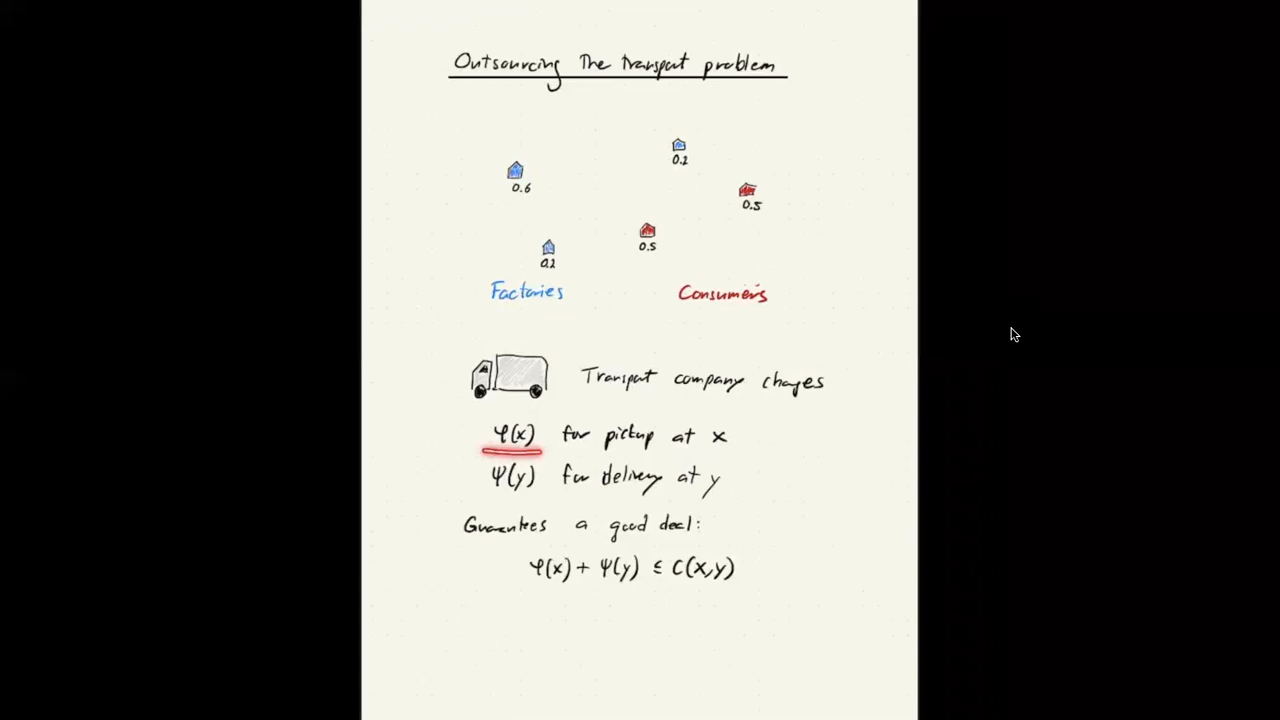 Outsourcing the transport problem
0.2
0.6
0.5
0.5
0.2
Factories
Consumers
Transport company charges
φ(x) for pickup at x
ψ(y) for delivery at y
Guarantees a good deal:
φ(x) + ψ(y) ≤ C(x,y)